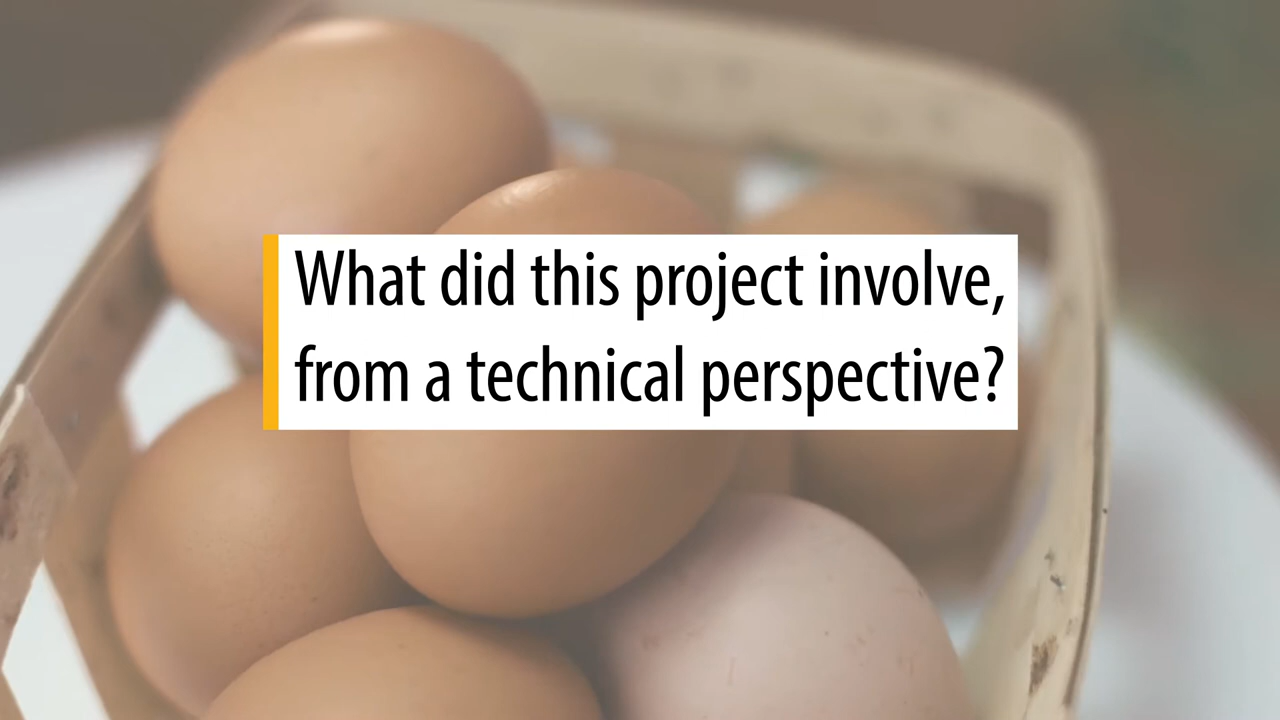 What did this project involve,
from a technical perspective?